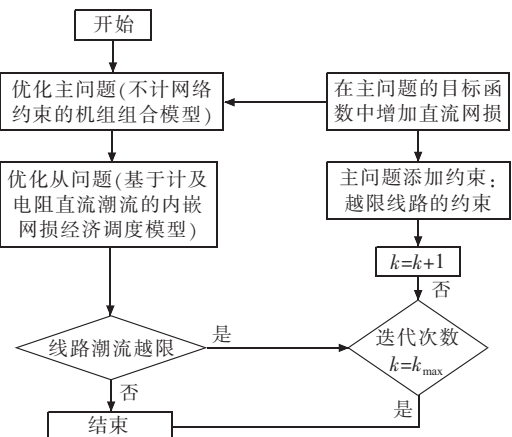 开始
优化主问题(不计网络
约束的机组组合模型)
在主问题的目标函
数中增加直流网损
优化从问题(基于计及
电阻直流潮流的内嵌
网损经济调度模型)
主问题添加约束:
越限线路的约束
k=k+1
否
线路潮流越限
是
迭代次数
k=kmax
否
是
结束